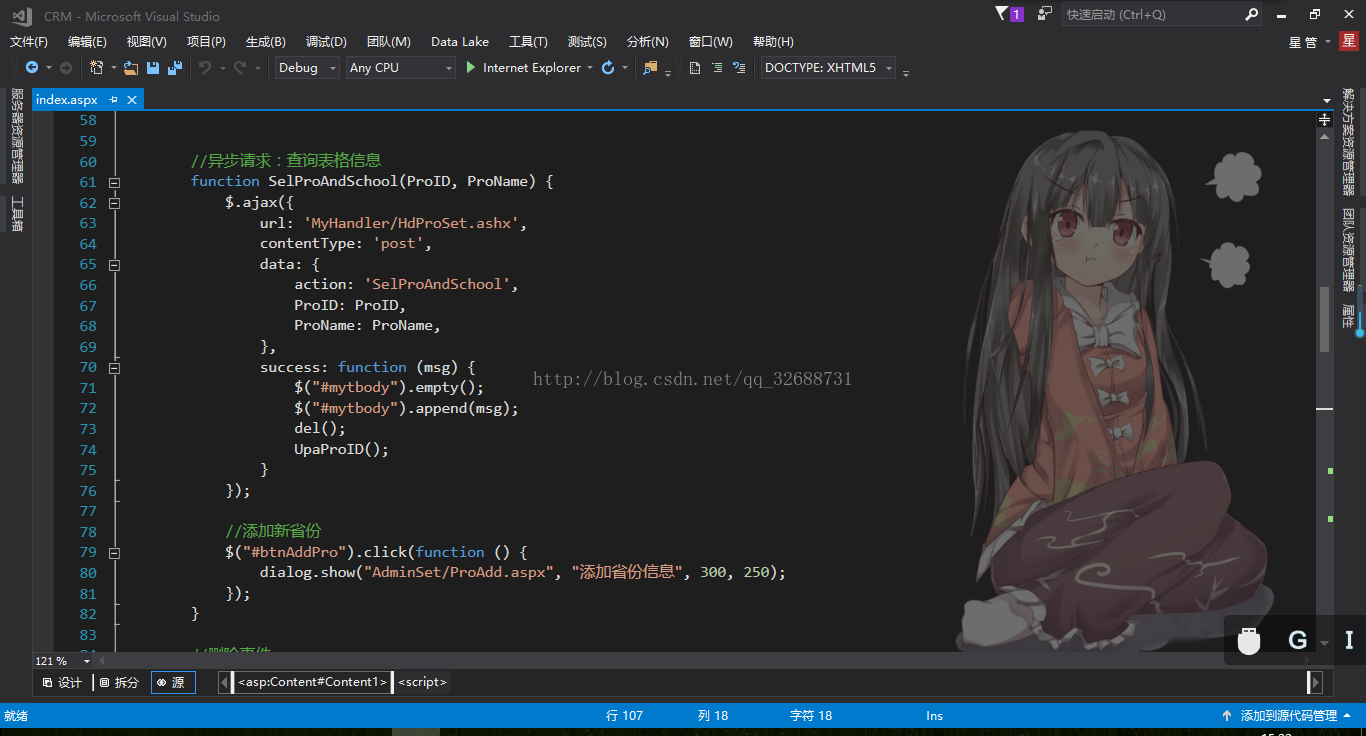 CRM - Microsoft Visual Studio
1
快速启动 (Ctrl+Q)
文件(F) 编辑(E) 视图(V) 项目(P) 生成(B) 调试(D) 团队(M) Data Lake 工具(T) 测试(S) 分析(N) 窗口(W) 帮助(H)
星 管
星
Debug Any CPU Internet Explorer DOCTYPE: XHTML5
服务器资源管理器
工具箱
index.aspx
解决方案资源管理器
团队资源管理器
属性
58
59
60 //异步请求：查询表格信息
61 function SelProAndSchool(ProID, ProName) {
62 $.ajax({
63 url: 'MyHandler/HdProSet.ashx',
64 contentType: 'post',
65 data: {
66 action: 'SelProAndSchool',
67 ProID: ProID,
68 ProName: ProName,
69 },
70 success: function (msg) {
71 $("#mytbody").empty();
72 $("#mytbody").append(msg);
73 del();
74 UpaProID();
75 }
76 });
77
78 //添加新省份
79 $("#btnAddPro").click(function () {
80 dialog.show("AdminSet/ProAdd.aspx", "添加省份信息", 300, 250);
81 });
82 }
83
http://blog.csdn.net/qq_32688731
G
I
121 %
设计 拆分 源 <asp:Content#Content1> <script>
就绪 行 107 列 18 字符 18 Ins 添加到源代码管理